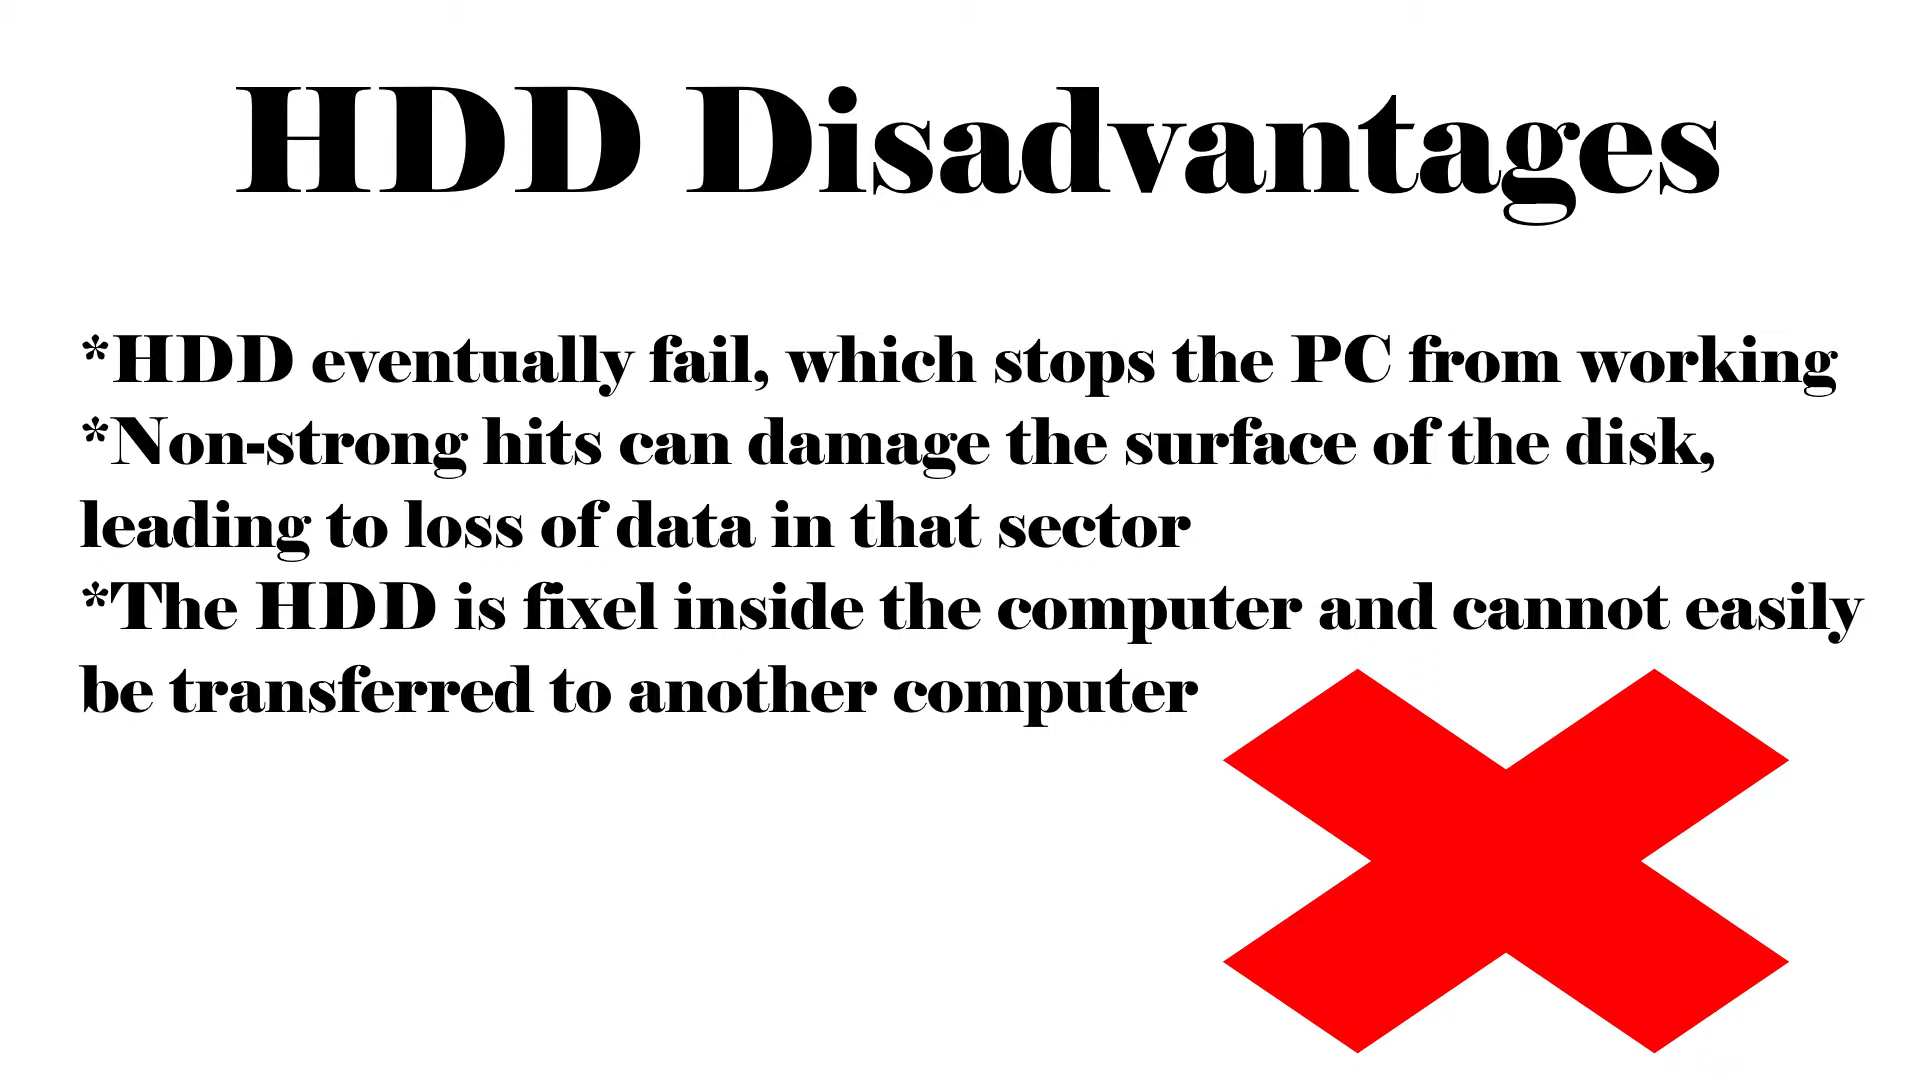 HDD Disadvantages
*HDD eventually fail, which stops the PC from working
*Non-strong hits can damage the surface of the disk,
leading to loss of data in that sector
*The HDD is fixel inside the computer and cannot easily
be transferred to another computer